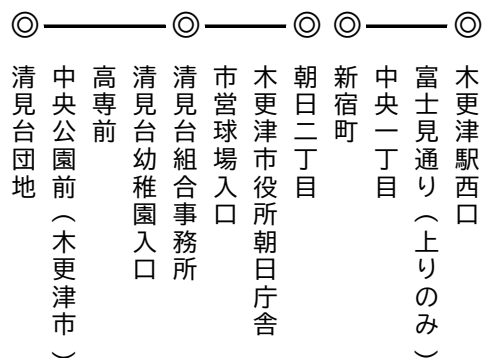 木更津駅西口
富士見通り（上りのみ）
中央一丁目
新宿町
朝日二丁目
木更津市役所朝日庁舎
市営球場入口
清見台組合事務所
清見台幼稚園入口
高専前
中央公園前（木更津市）
清見台団地